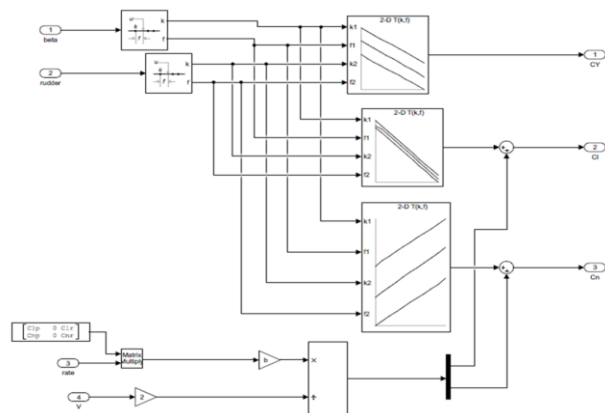 1
beta
u
a
f
k
f
2
rudder
u
a
f
k
f
2-D T(k,f)
k1
f1
k2
f2
1
CY
2-D T(k,f)
k1
f1
k2
f2
2
Cl
2-D T(k,f)
k1
f1
k2
f2
3
Cn
Clp 0 Clr
Cnp 0 Cnr
Matrix
Multiply
3
rate
b
×
4
V
2
÷